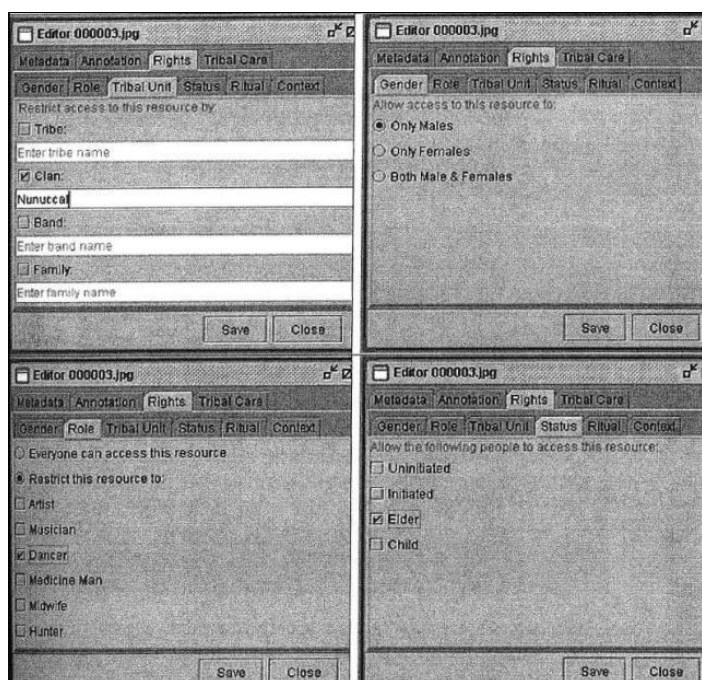 Editor 000003.jpg
Metadata Annotation Rights Tribal Care
Gender Role Tribal Unit Status Ritual Context
Restrict access to this resource by:
Tribe:
Enter tribe name
Clan:
Nunuccal
Band:
Enter band name
Family:
Enter family name
Save Close
Editor 000003.jpg
Metadata Annotation Rights Tribal Care
Gender Role Tribal Unit Status Ritual Context
Allow access to this resource to:
Only Males
Only Females
Both Male & Females
Save Close
Editor 000003.jpg
Metadata Annotation Rights Tribal Care
Gender Role Tribal Unit Status Ritual Context
Everyone can access this resource
Restrict this resource to:
Artist
Musician
Dancer
Medicine Man
Midwife
Hunter
Save Close
Editor 000003.jpg
Metadata Annotation Rights Tribal Care
Gender Role Tribal Unit Status Ritual Context
Allow the following people to access this resource:
Uninitiated
Initiated
Elder
Child
Save Close